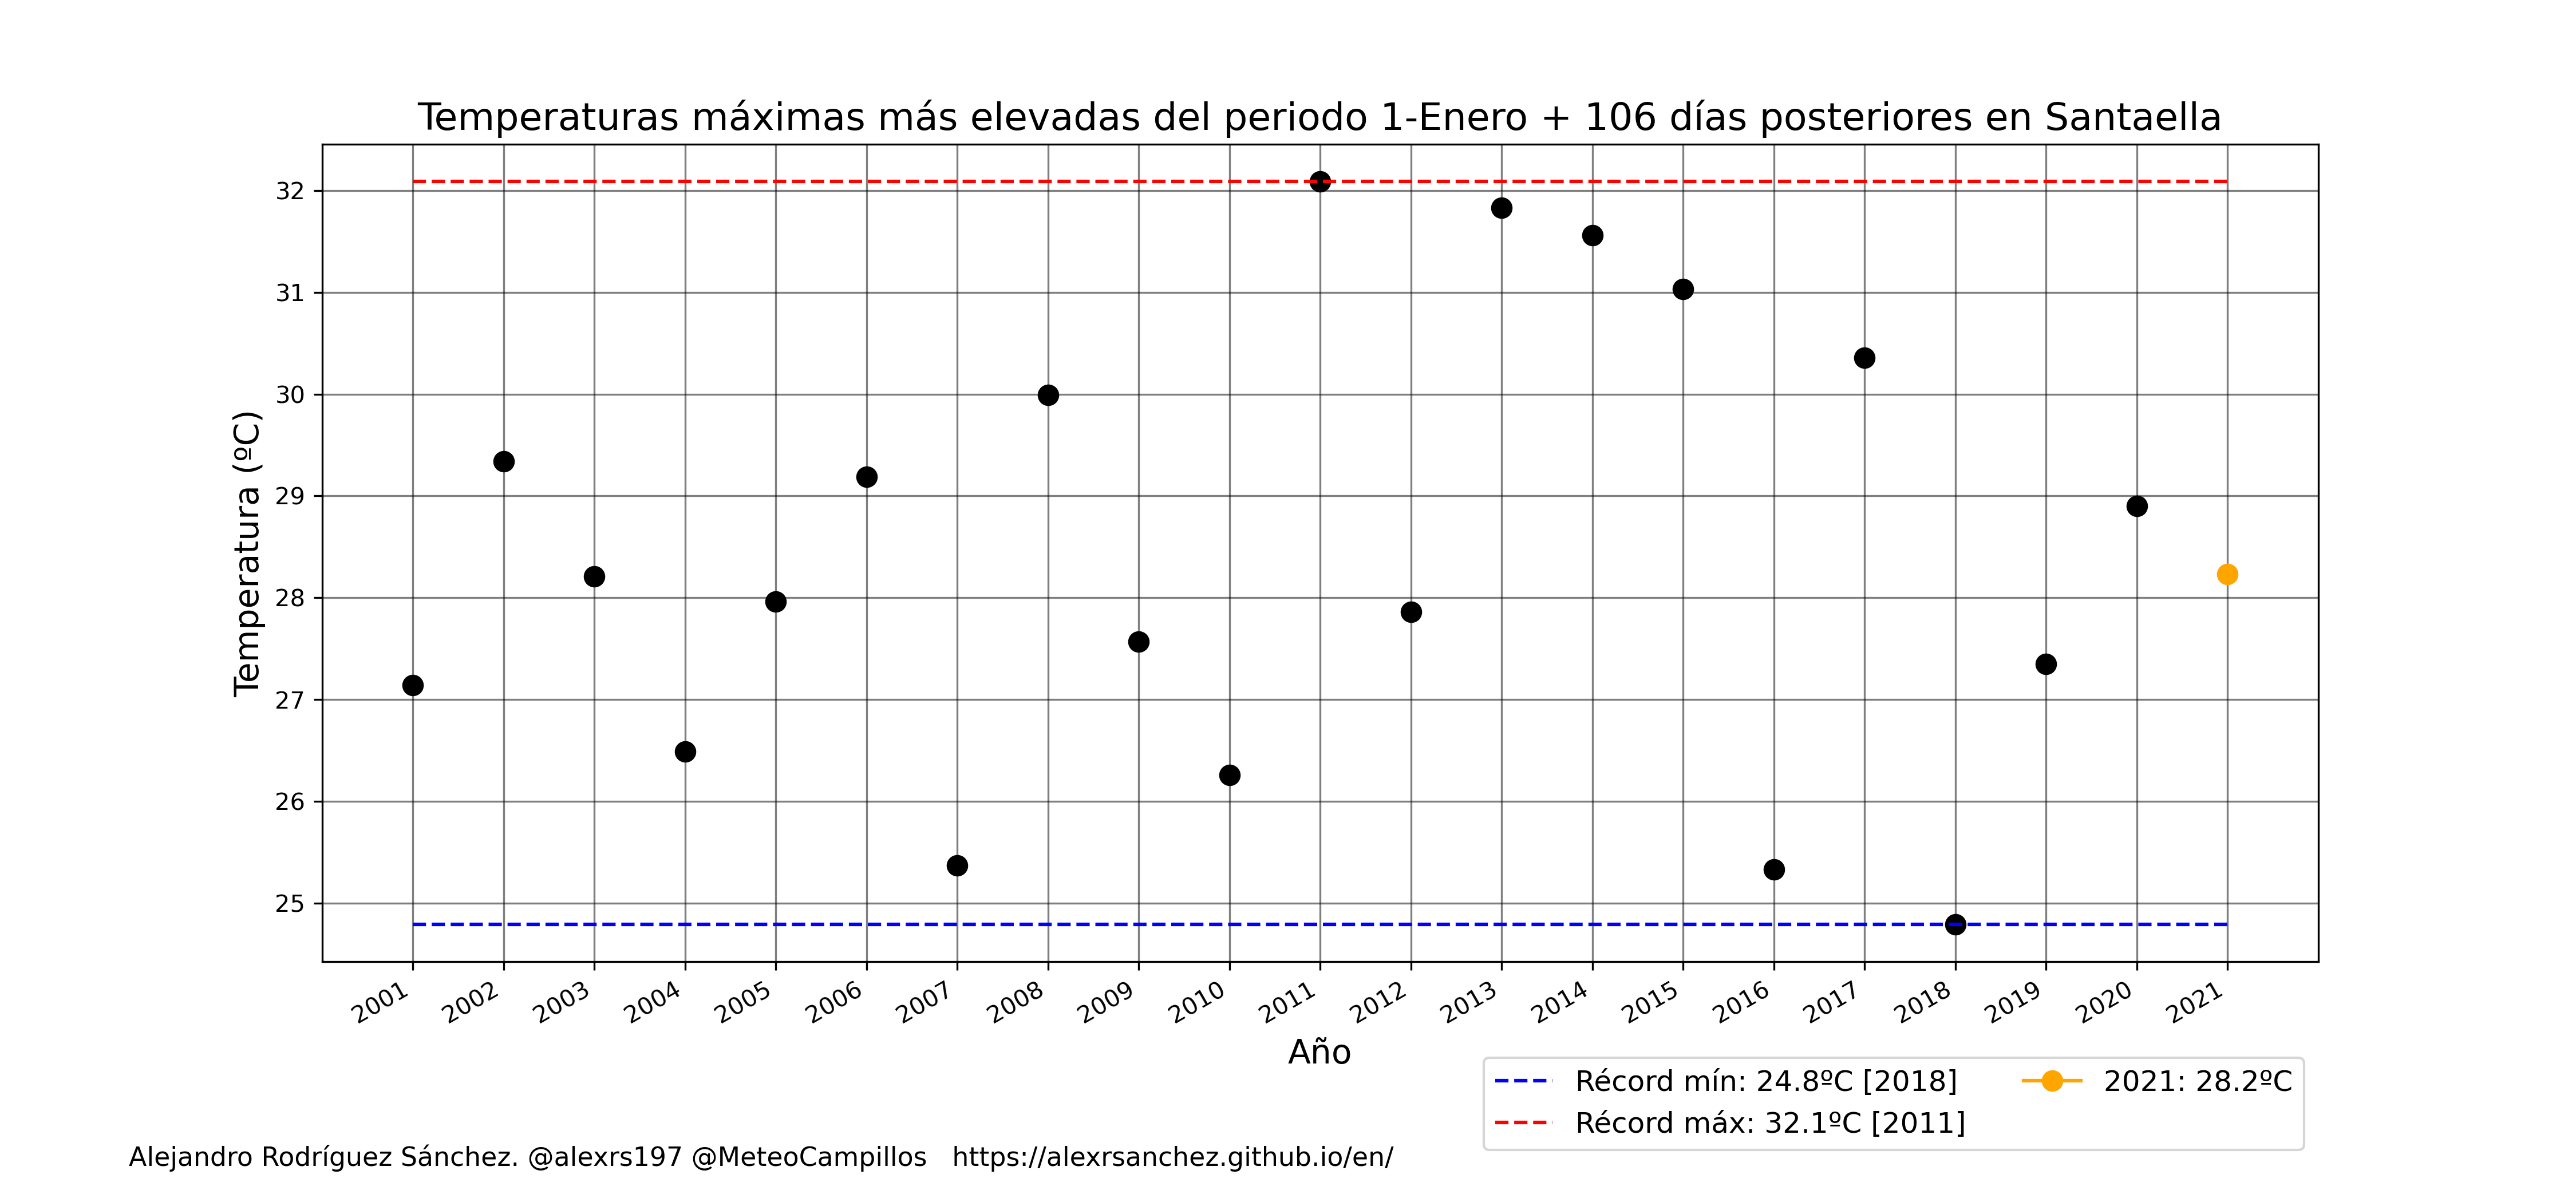 Temperaturas máximas más elevadas del periodo 1-Enero + 106 días posteriores en Santaella
Temperatura (ºC)
32
31
30
29
28
27
26
25
2001 2002 2003 2004 2005 2006 2007 2008 2009 2010 2011 2012 2013 2014 2015 2016 2017 2018 2019 2020 2021
Año
Récord mín: 24.8ºC [2018] 2021: 28.2ºC
Récord máx: 32.1ºC [2011]
Alejandro Rodríguez Sánchez. @alexrs197 @MeteoCampillos https://alexrsanchez.github.io/en/